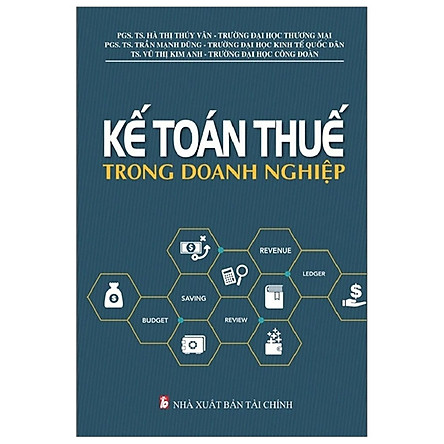 PGS. TS. HÀ THỊ THÚY VÂN - TRƯỜNG ĐẠI HỌC THƯƠNG MẠI
PGS. TS. TRẦN MẠNH DŨNG - TRƯỜNG ĐẠI HỌC KINH TẾ QUỐC DÂN
TS. VŨ THỊ KIM ANH - TRƯỜNG ĐẠI HỌC CÔNG ĐOÀN
KẾ TOÁN THUẾ
TRONG DOANH NGHIỆP
REVENUE
LEDGER
SAVING
BUDGET
REVIEW
NHÀ XUẤT BẢN TÀI CHÍNH